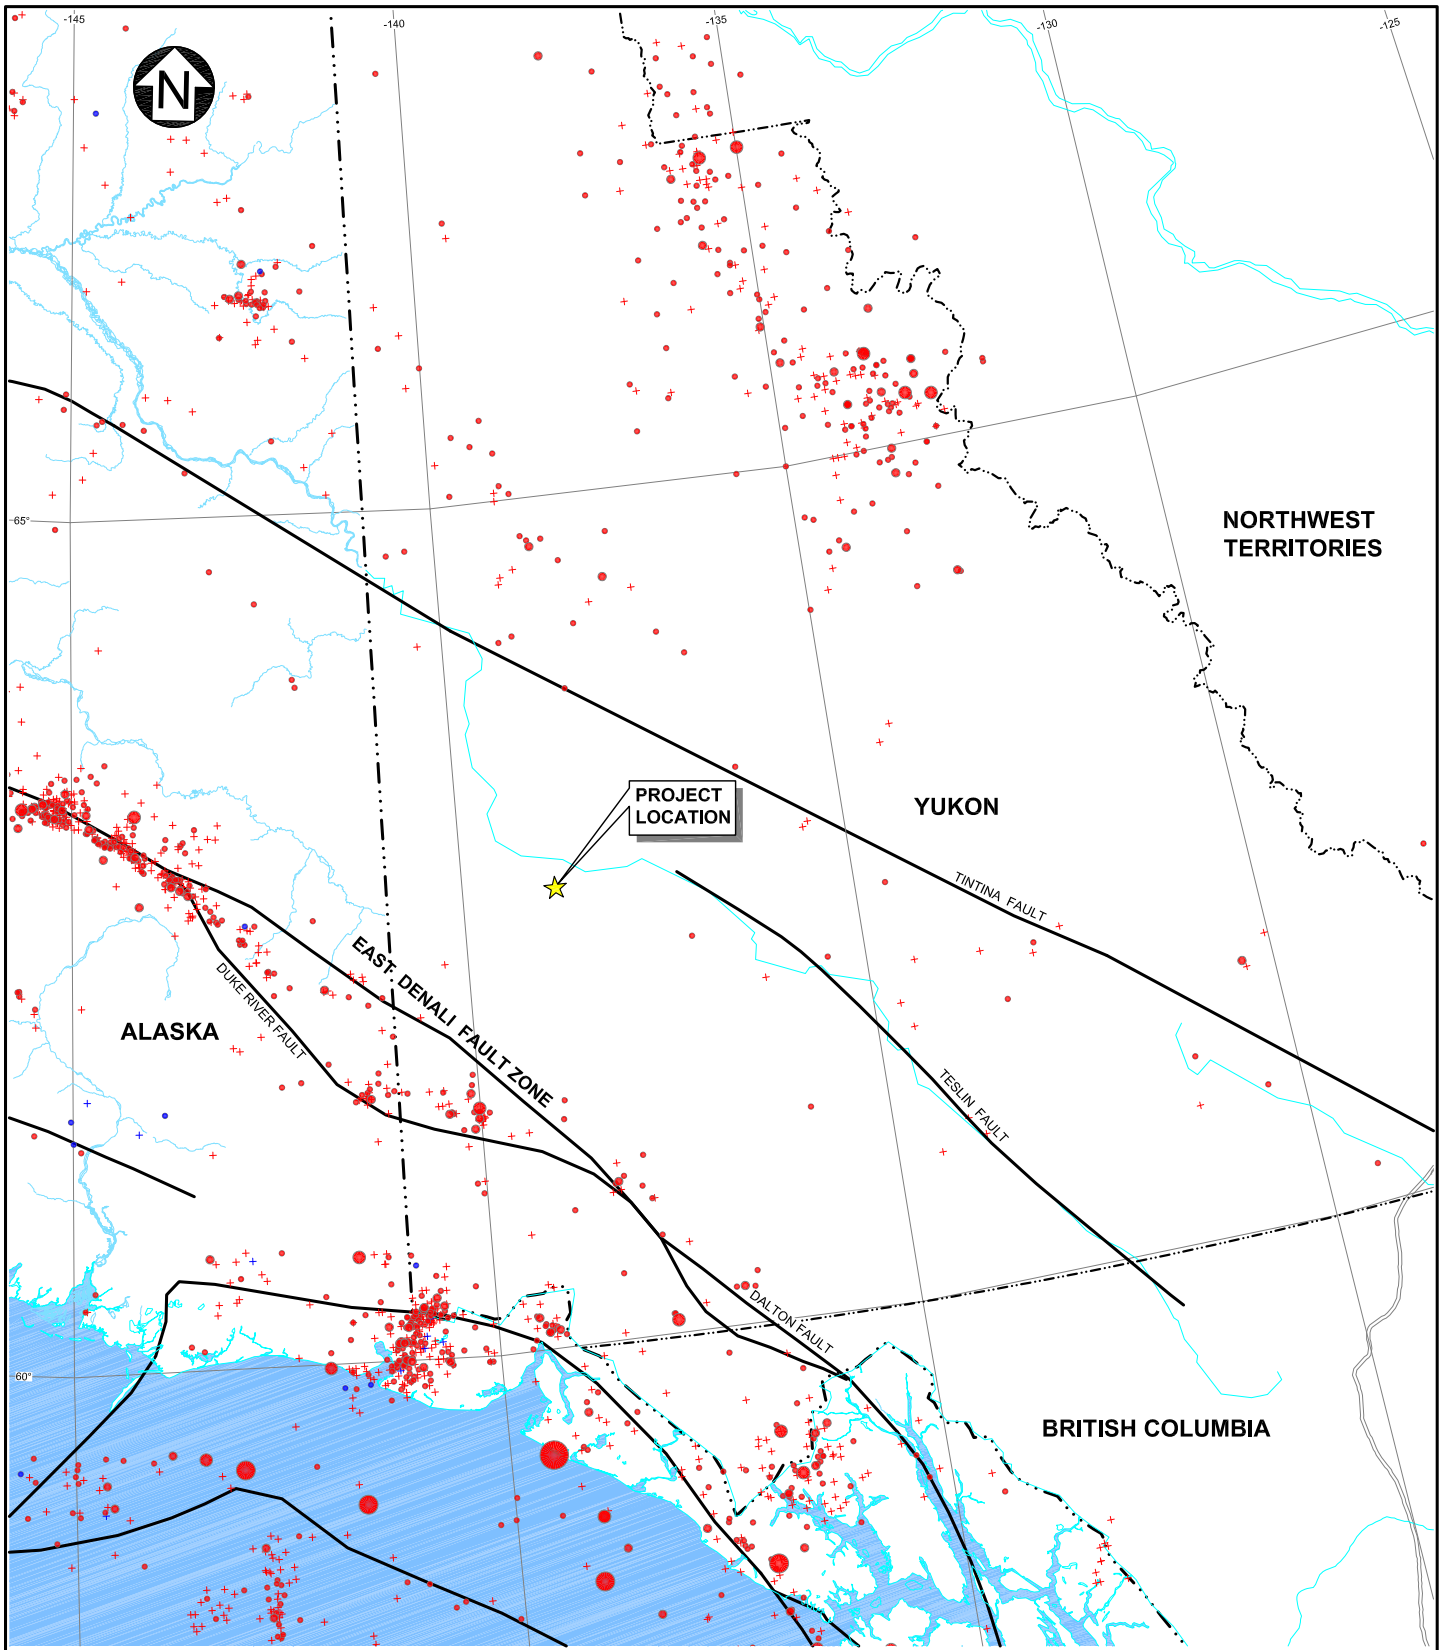 -145
-140
-135
-130
-125
N
65°
NORTHWEST
TERRITORIES
PROJECT
LOCATION
YUKON
TINTINA FAULT
EAST DENALI FAULT ZONE
DUKE RIVER FAULT
ALASKA
TESLIN FAULT
DALTON FAULT
60°
BRITISH COLUMBIA